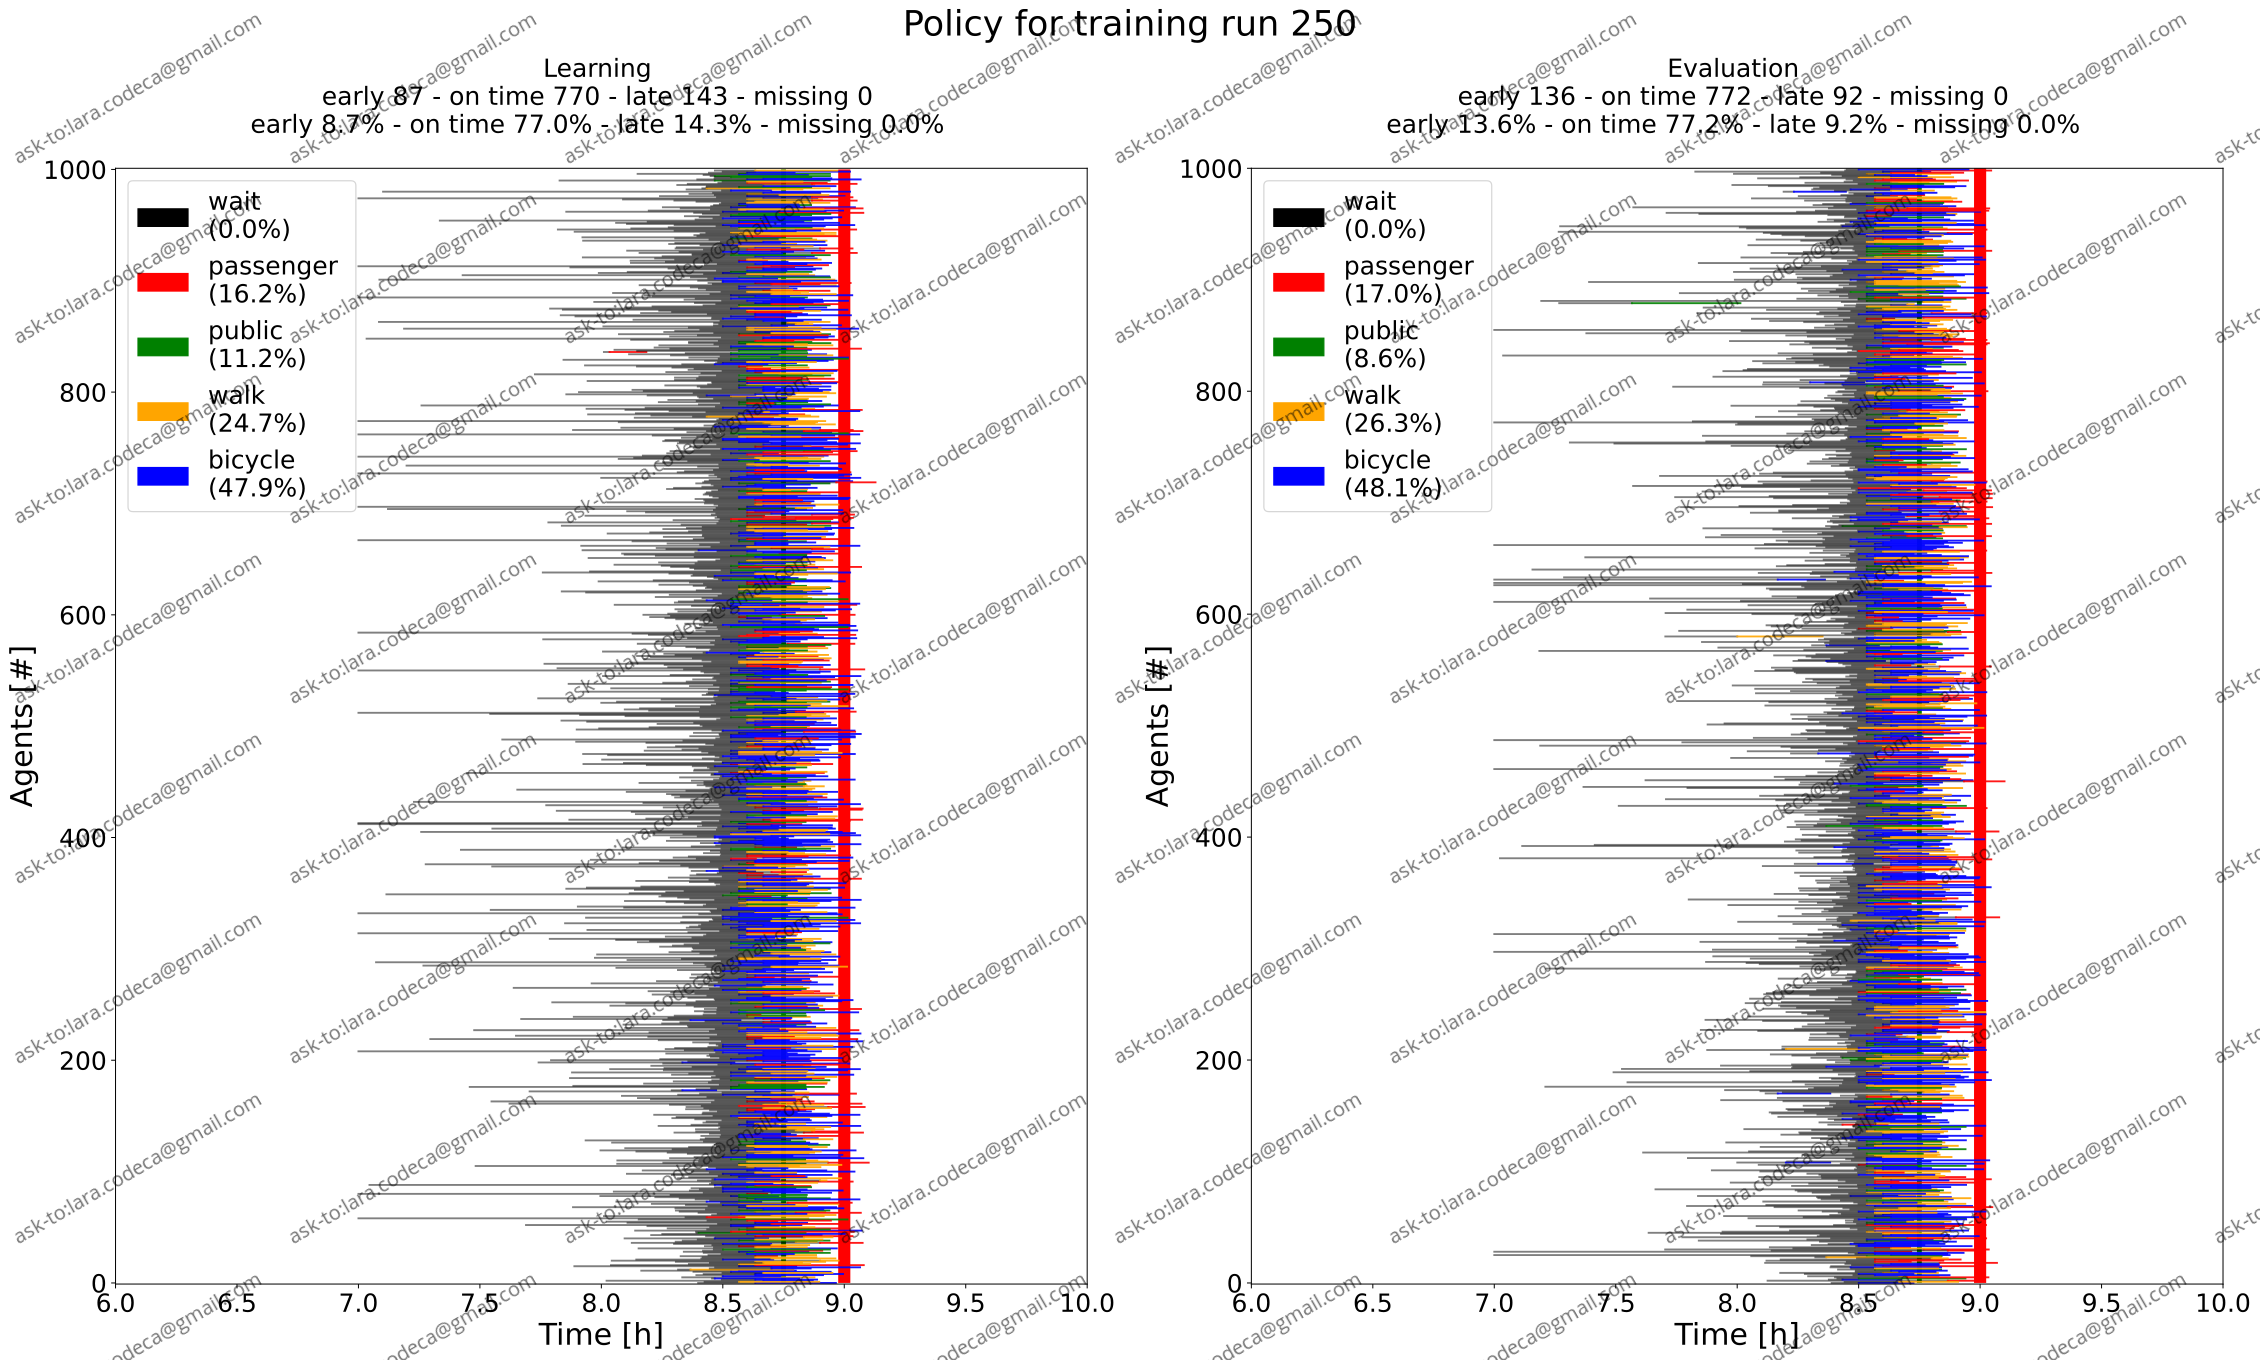 Policy for training run 250
Learning
early 87 - on time 770 - late 143 - missing 0
early 8.7% - on time 77.0% - late 14.3% - missing 0.0%
1000
800
600
400
200
0
Agents [#]
wait
(0.0%)
passenger
(16.2%)
public
(11.2%)
walk
(24.7%)
bicycle
(47.9%)
6.0 6.5 7.0 7.5 8.0 8.5 9.0 9.5 10.0
Time [h]
Evaluation
early 136 - on time 772 - late 92 - missing 0
early 13.6% - on time 77.2% - late 9.2% - missing 0.0%
1000
800
600
400
200
0
Agents [#]
wait
(0.0%)
passenger
(17.0%)
public
(8.6%)
walk
(26.3%)
bicycle
(48.1%)
6.0 6.5 7.0 7.5 8.0 8.5 9.0 9.5 10.0
Time [h]
ask-to:lara.codeca@gmail.com